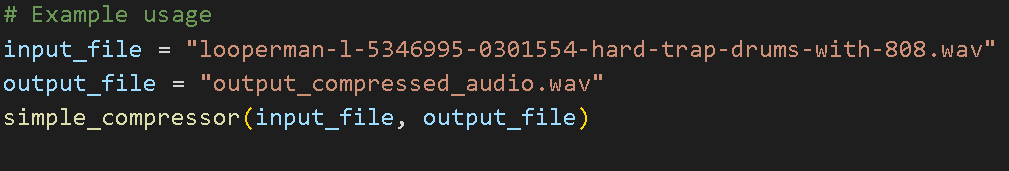 # Example usage
input_file = "looperman-l-5346995-0301554-hard-trap-drums-with-808.wav"
output_file = "output_compressed_audio.wav"
simple_compressor(input_file, output_file)